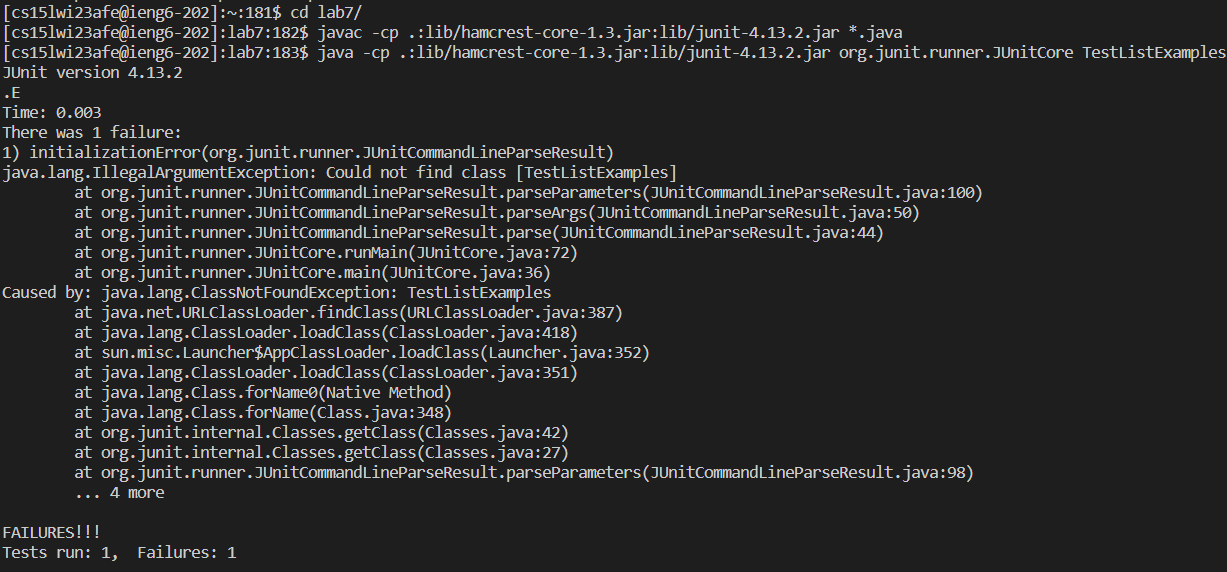 [cs15lwi23afe@ieng6-202]:~:181$ cd lab7/
[cs15lwi23afe@ieng6-202]:lab7:182$ javac -cp .:lib/hamcrest-core-1.3.jar:lib/junit-4.13.2.jar *.java
[cs15lwi23afe@ieng6-202]:lab7:183$ java -cp .:lib/hamcrest-core-1.3.jar:lib/junit-4.13.2.jar org.junit.runner.JUnitCore TestListExamples
JUnit version 4.13.2
.E
Time: 0.003
There was 1 failure:
1) initializationError(org.junit.runner.JUnitCommandLineParseResult)
java.lang.IllegalArgumentException: Could not find class [TestListExamples]
        at org.junit.runner.JUnitCommandLineParseResult.parseParameters(JUnitCommandLineParseResult.java:100)
        at org.junit.runner.JUnitCommandLineParseResult.parseArgs(JUnitCommandLineParseResult.java:50)
        at org.junit.runner.JUnitCommandLineParseResult.parse(JUnitCommandLineParseResult.java:44)
        at org.junit.runner.JUnitCore.runMain(JUnitCore.java:72)
        at org.junit.runner.JUnitCore.main(JUnitCore.java:36)
Caused by: java.lang.ClassNotFoundException: TestListExamples
        at java.net.URLClassLoader.findClass(URLClassLoader.java:387)
        at java.lang.ClassLoader.loadClass(ClassLoader.java:418)
        at sun.misc.Launcher$AppClassLoader.loadClass(Launcher.java:352)
        at java.lang.ClassLoader.loadClass(ClassLoader.java:351)
        at java.lang.Class.forName0(Native Method)
        at java.lang.Class.forName(Class.java:348)
        at org.junit.internal.Classes.getClass(Classes.java:42)
        at org.junit.internal.Classes.getClass(Classes.java:27)
        at org.junit.runner.JUnitCommandLineParseResult.parseParameters(JUnitCommandLineParseResult.java:98)
        ... 4 more
FAILURES!!!
Tests run: 1,  Failures: 1